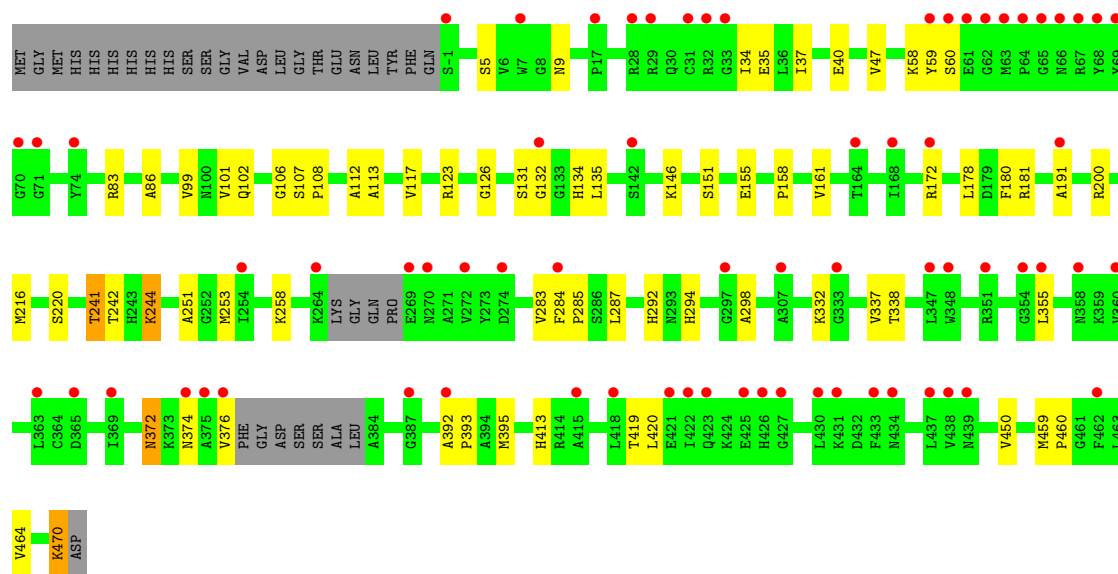 MET GLY MET HIS HIS HIS HIS HIS HIS SER SER GLY VAL ASP LEU GLY THR GLU ASN LEU TYR PHE GLN S-1 S5 V6 W7 G8 N9 P17 R28 R29 Q30 C31 R32 G33 I34 E35 L36 I37 E40 V47 K58 Y59 S60 E61 G62 M63 P64 G65 N66 R67 Y68 Y69
G70 G71 Y74 R83 A86 V99 N100 V101 Q102 G106 S107 P108 A112 A113 V117 R123 G126 S131 G132 G133 H134 L135 S142 K146 S151 E155 P158 V161 T164 I168 R172 L178 D179 F180 R181 A191 R200
M216 S220 T241 T242 H243 K244 A251 G252 M253 I254 K258 K264 LYS GLY GLN PRO E269 N270 A271 V272 Y273 D274 V283 F284 P285 S286 L287 H292 N293 H294 G297 A298 A307 K332 G333 V337 T338 L347 W348 R351 G354 L355 N358 K359
L363 C364 D365 I369 N372 K373 N374 A375 V376 PHE GLY ASP SER SER ALA LEU A384 G387 A392 P393 A394 M395 H413 R414 A415 L418 T419 L420 E421 I422 Q423 K424 E425 H426 G427 L430 K431 D432 F433 N434 L437 V438 N439 V450 M459 P460 G461 F462 L463
V464 K470 ASP